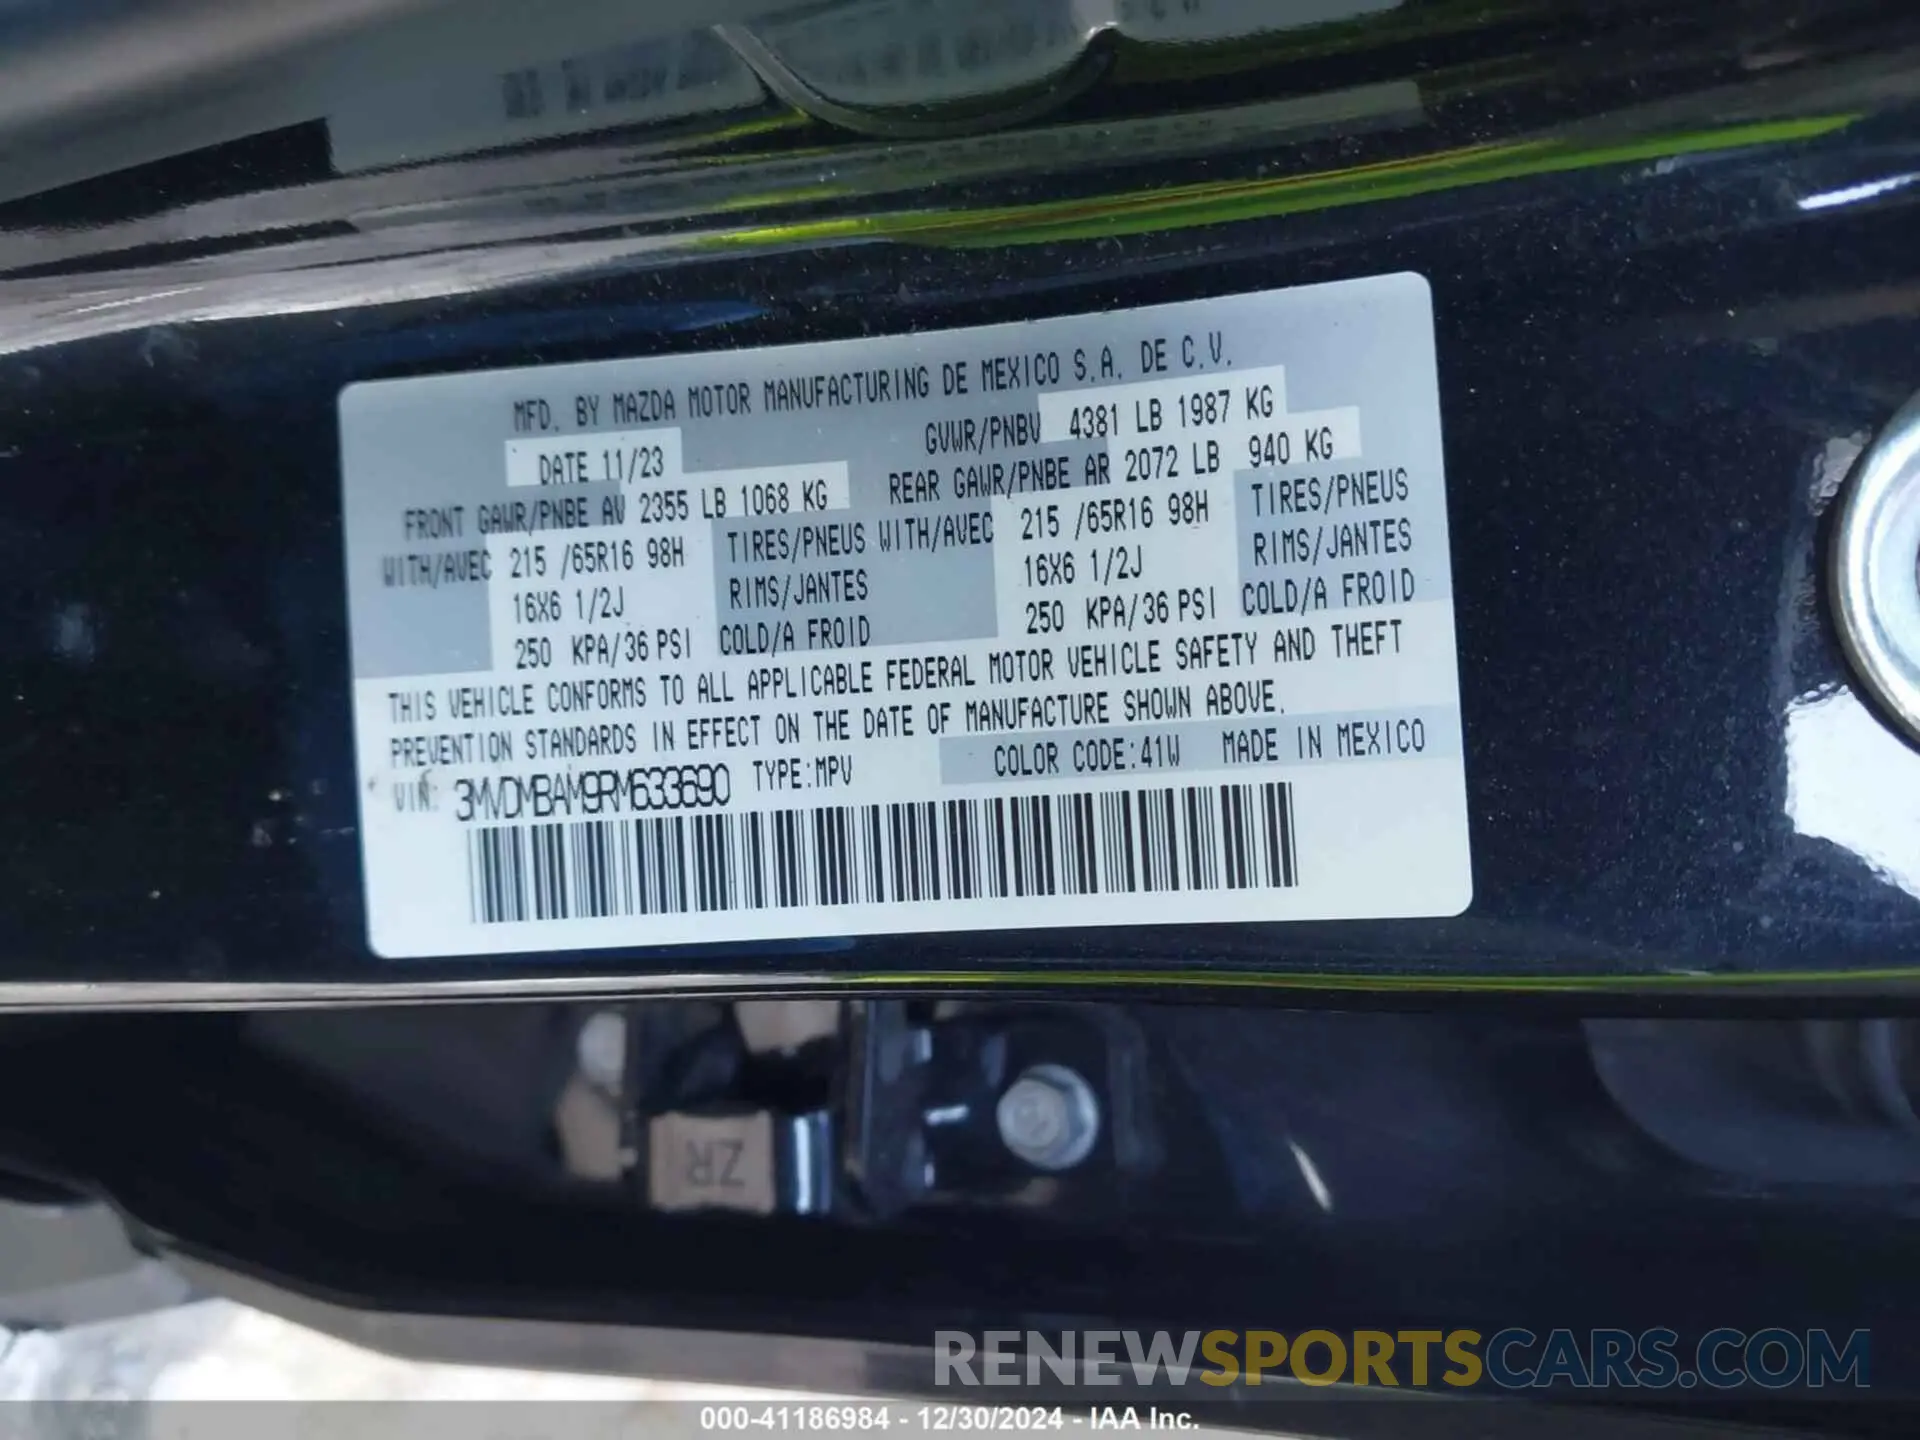 MFD. BY MAZDA MOTOR MANUFACTURING DE MEXICO S.A. DE C.V.
DATE 11/23 GVWR/PNBV 4381 LB 1987 KG
FRONT GAWR/PNBE AV 2355 LB 1068 KG REAR GAWR/PNBE AR 2072 LB 940 KG
WITH/AVEC 215 /65R16 98H TIRES/PNEUS WITH/AVEC 215 /65R16 98H TIRES/PNEUS
16X6 1/2J RIMS/JANTES 16X6 1/2J RIMS/JANTES
250 KPA/36 PSI COLD/A FROID 250 KPA/36 PSI COLD/A FROID
THIS VEHICLE CONFORMS TO ALL APPLICABLE FEDERAL MOTOR VEHICLE SAFETY AND THEFT
PREVENTION STANDARDS IN EFFECT ON THE DATE OF MANUFACTURE SHOWN ABOVE.
VIN: 3MVDMBAM9RM633690 TYPE:MPV COLOR CODE:41W MADE IN MEXICO
ZR
RENEWSPORTSCARS.COM
000-41186984 - 12/30/2024 - IAA Inc.